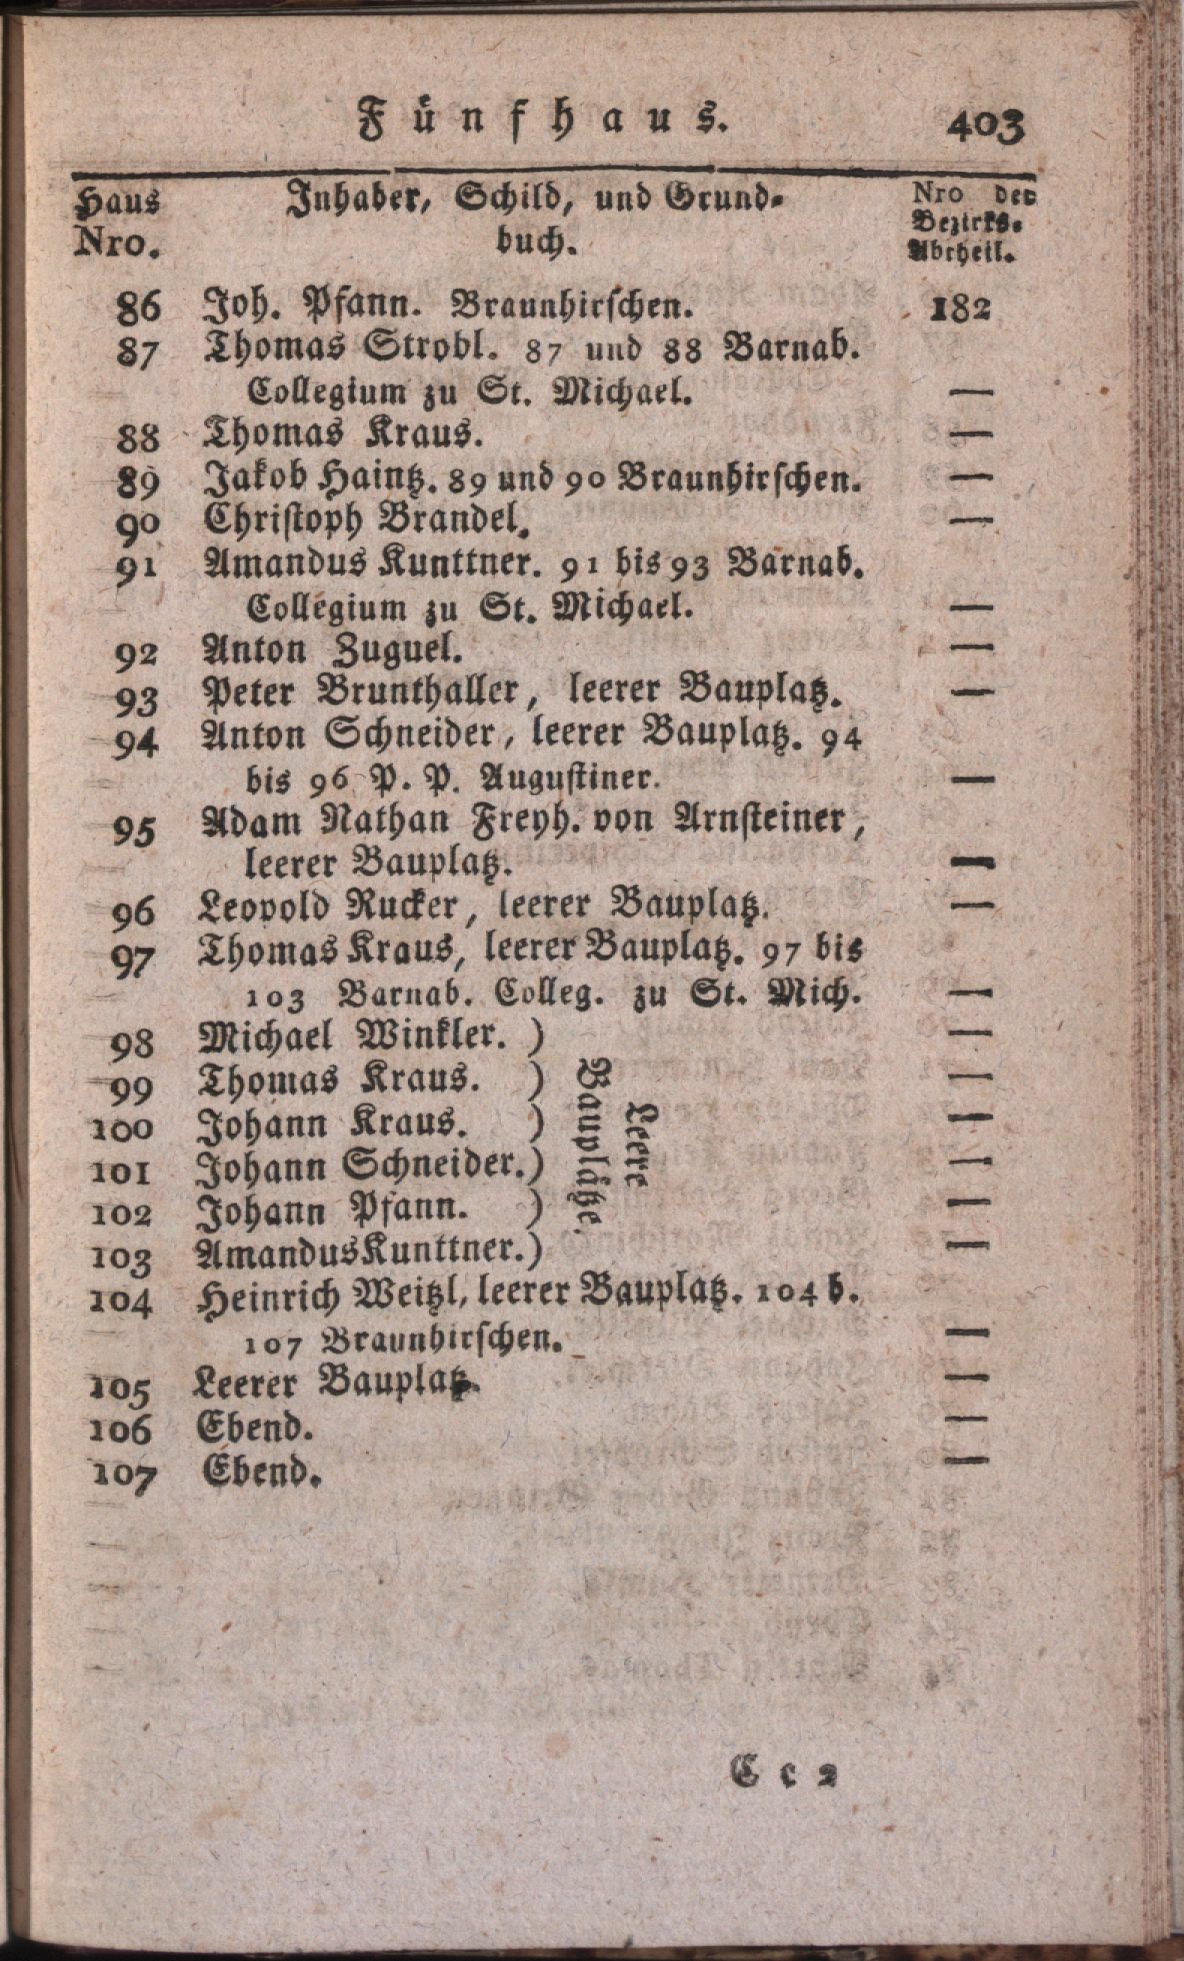 Fünfhaus. 403
Haus Inhaber, Schild, und Grund- Nro der
Nro. buch. Bezirks-
Abtheil.
86 Joh. Pfann. Braunhirschen. 182
87 Thomas Strobl. 87 und 88 Barnab.
Collegium zu St. Michael. —
88 Thomas Kraus. —
89 Jakob Haintz. 89 und 90 Braunhirschen. —
90 Christoph Brandel. —
91 Amandus Kunttner. 91 bis 93 Barnab.
Collegium zu St. Michael. —
92 Anton Zuguel. —
93 Peter Brunthaller, leerer Bauplatz. —
94 Anton Schneider, leerer Bauplatz. 94
bis 96 P. P. Augustiner. —
95 Adam Nathan Freyh. von Arnsteiner,
leerer Bauplatz. —
96 Leopold Rucker, leerer Bauplatz. —
97 Thomas Kraus, leerer Bauplatz. 97 bis
103 Barnab. Colleg. zu St. Mich. —
98 Michael Winkler. ) —
99 Thomas Kraus. ) —
100 Johann Kraus. ) —
101 Johann Schneider.) —
102 Johann Pfann. ) —
103 Amandus Kunttner.) —
Leere
Bauplätze.
104 Heinrich Weitzl, leerer Bauplatz. 104 b.
107 Braunhirschen. —
105 Leerer Bauplatz. —
106 Ebend. —
107 Ebend. —
C c 2